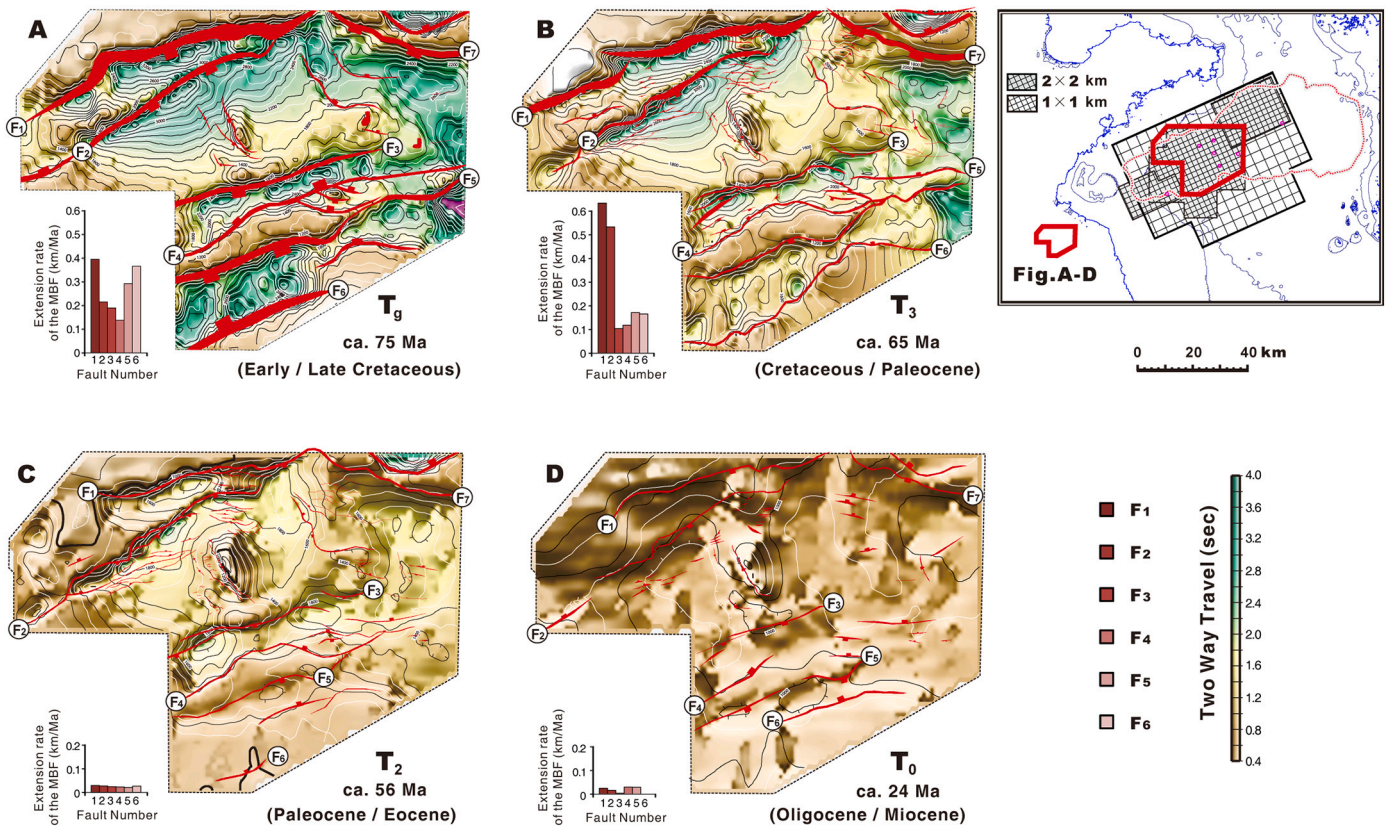 A
F1
F2
F3
F4
F5
F6
F7
Extension rate
of the MBF (km/Ma)
0.6
0.5
0.4
0.3
0.2
0.1
0
1 2 3 4 5 6
Fault Number
Tg
ca. 75 Ma
(Early / Late Cretaceous)
B
F1
F2
F3
F4
F5
F6
F7
Extension rate
of the MBF (km/Ma)
0.6
0.5
0.4
0.3
0.2
0.1
0
1 2 3 4 5 6
Fault Number
T3
ca. 65 Ma
(Cretaceous / Paleocene)
2×2 km
1×1 km
Fig.A-D
0 20 40 km
C
F1
F2
F3
F4
F5
F6
F7
Extension rate
of the MBF (km/Ma)
0.2
0.1
0
1 2 3 4 5 6
Fault Number
T2
ca. 56 Ma
(Paleocene / Eocene)
D
F1
F2
F3
F4
F5
F6
F7
Extension rate
of the MBF (km/Ma)
0.2
0.1
0
1 2 3 4 5 6
Fault Number
T0
ca. 24 Ma
(Oligocene / Miocene)
F1
F2
F3
F4
F5
F6
Two Way Travel (sec)
4.0
3.6
3.2
2.8
2.4
2.0
1.6
1.2
0.8
0.4